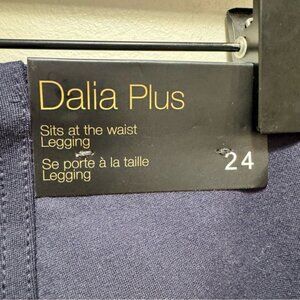 Dalia Plus
Sits at the waist
Legging
Se porte à la taille
Legging
24